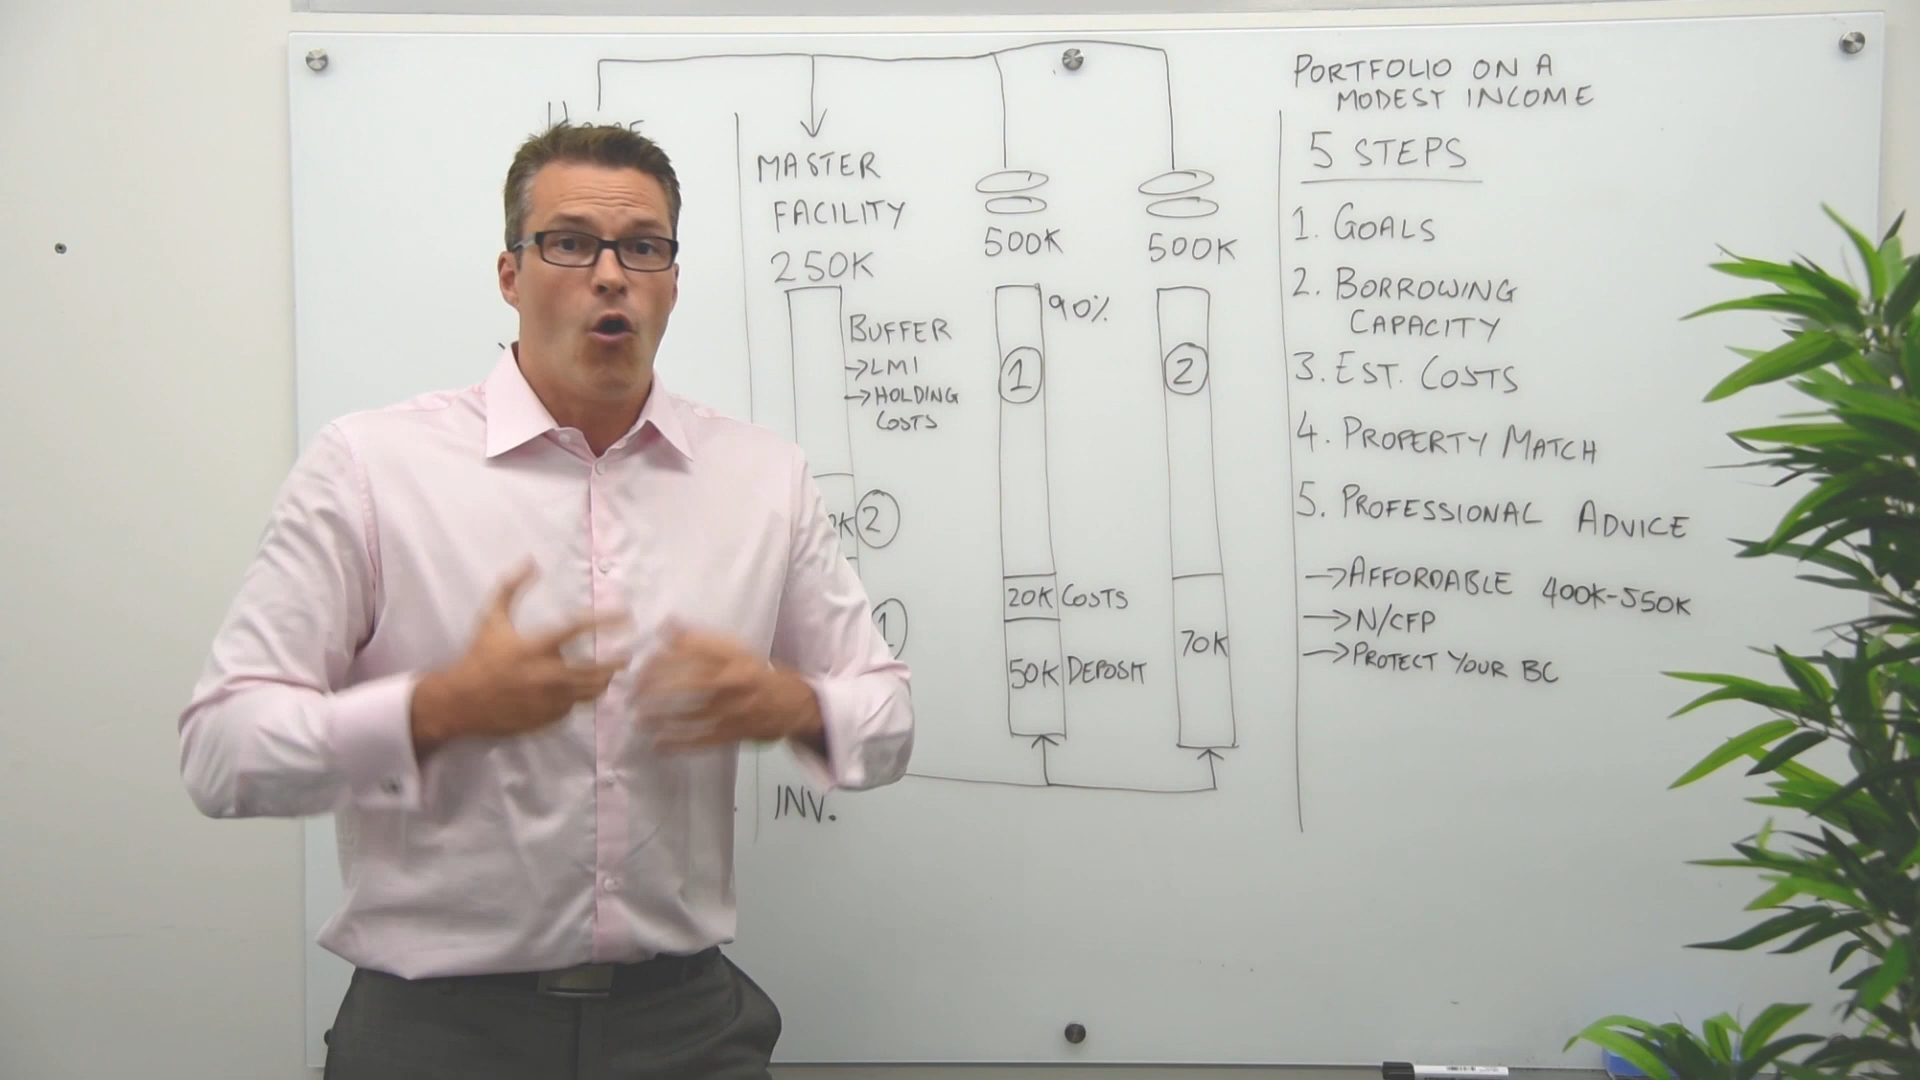 MASTER
FACILITY
250K
BUFFER
→LMI
→HOLDING
COSTS
2
1
INV.
500K
90%
1
20K COSTS
50K DEPOSIT
500K
2
70K
PORTFOLIO ON A
MODEST INCOME
5 STEPS
1. GOALS
2. BORROWING
CAPACITY
3. EST. COSTS
4. PROPERTY MATCH
5. PROFESSIONAL ADVICE
→AFFORDABLE 400K-550K
→N/CFP
→PROTECT YOUR BC